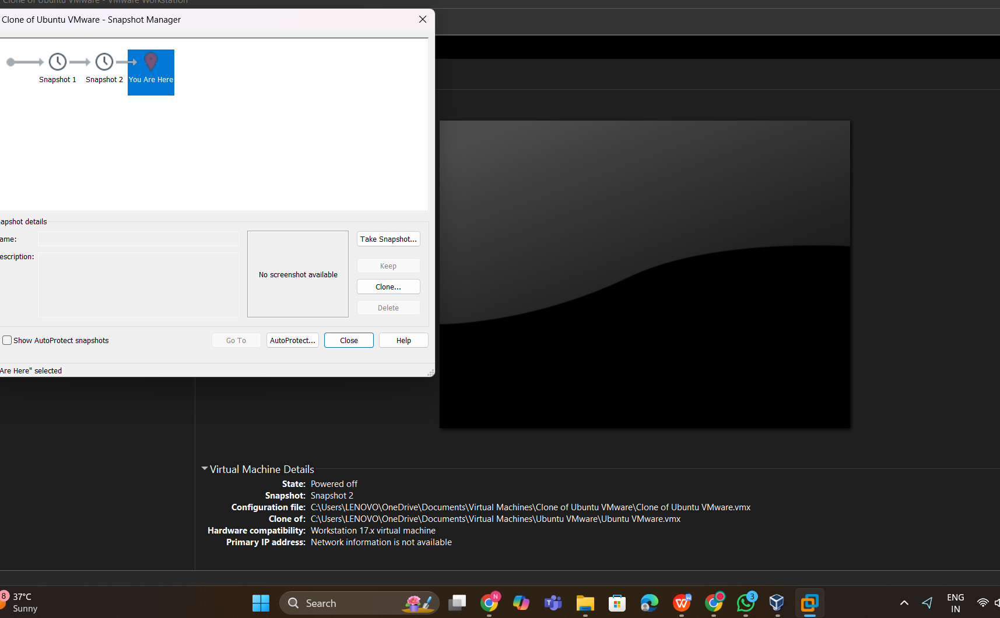 Clone of Ubuntu VMware - VMware Workstation
Clone of Ubuntu VMware - Snapshot Manager
Snapshot 1
Snapshot 2
You Are Here
apshot details
ame:
Take Snapshot...
escription:
Keep
No screenshot available
Clone...
Delete
Show AutoProtect snapshots
Go To
AutoProtect...
Close
Help
Are Here" selected
Virtual Machine Details
State: Powered off
Snapshot: Snapshot 2
Configuration file: C:\Users\LENOVO\OneDrive\Documents\Virtual Machines\Clone of Ubuntu VMware\Clone of Ubuntu VMware.vmx
Clone of: C:\Users\LENOVO\OneDrive\Documents\Virtual Machines\Ubuntu VMware\Ubuntu VMware.vmx
Hardware compatibility: Workstation 17.x virtual machine
Primary IP address: Network information is not available
8
37°C
Sunny
Search
N
W
3
ENG
IN